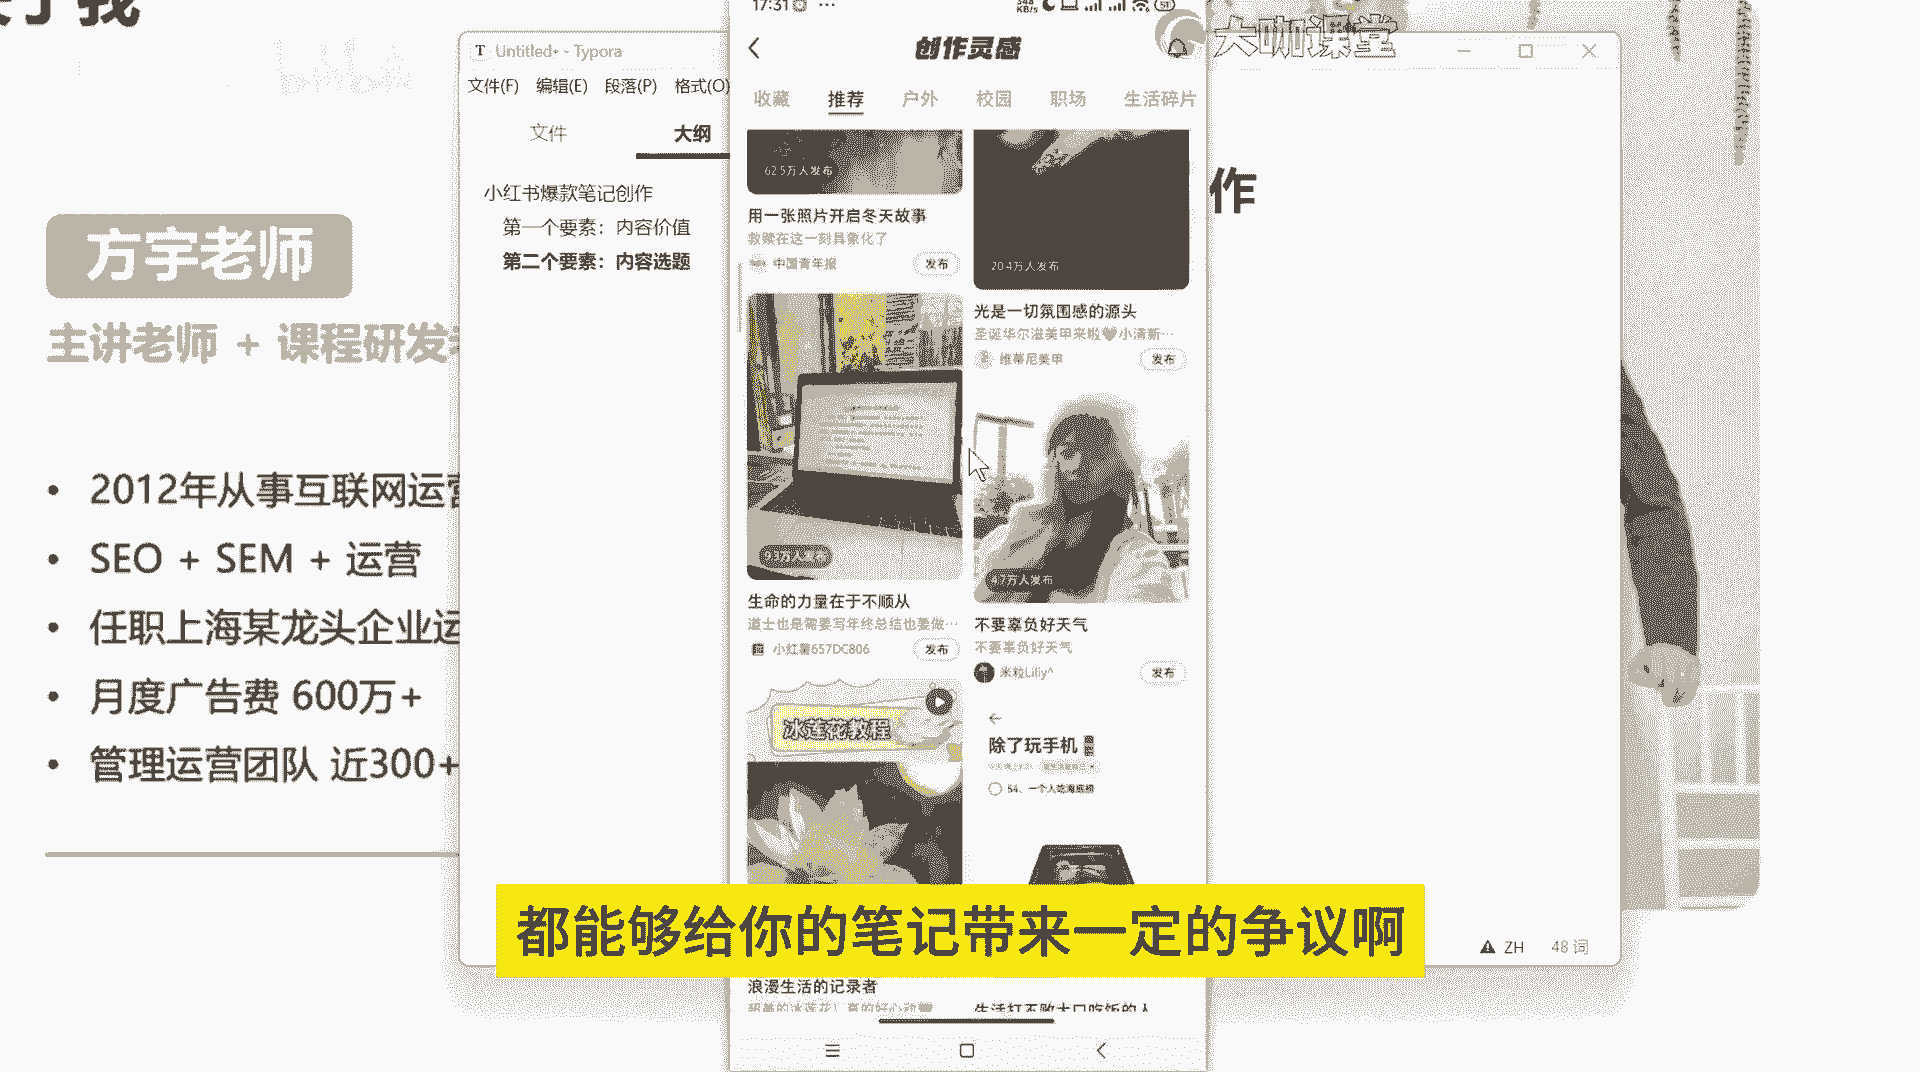 我
方宇老师
主讲老师 + 课程研发
2012年从事互联网运营
SEO + SEM + 运营
任职上海某龙头企业运
月度广告费 600万+
管理运营团队 近300+
Untitled• - Typora
文件(F) 编辑(E) 段落(P) 格式(O)
文件 大纲
小红书爆款笔记创作
第一个要素：内容价值
第二个要素：内容选题
作
ZH 48 词
大咖课堂
17:31
KB/s
51
创作灵感
收藏 推荐 户外 校园 职场 生活碎片
62.5万人发布
用一张照片开启冬天故事
救赎在这一刻具象化了
中国青年报 发布
20.4万人发布
光是一切氛围感的源头
圣诞华尔滋美甲来啦🖤小清新…
维蒂尼美甲 发布
9.3万人发布
生命的力量在于不顺从
道士也是需要写年终总结也要做…
小红薯657DC806 发布
4.7万人发布
不要辜负好天气
不要辜负好天气
米粒Liliy^ 发布
冰莲花教程
除了玩手机
54、一个人吃海底捞
浪漫生活的记录者
生活打不败大口吃饭的人
都能够给你的笔记带来一定的争议啊